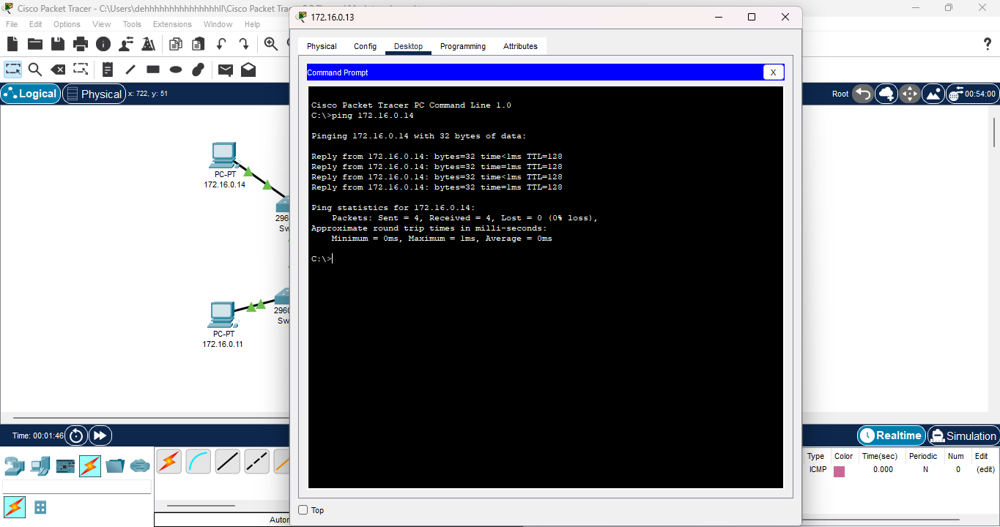 Cisco Packet Tracer - C:\Users\dehhhhhhhhhhhhhhhll\Cisco Packet Trac
172.16.0.13
File Edit Options View Tools Extensions Window Help
Physical Config Desktop Programming Attributes
Command Prompt X
Logical Physical x: 722, y: 51
Root 00:54:00
Cisco Packet Tracer PC Command Line 1.0
C:\>ping 172.16.0.14
Pinging 172.16.0.14 with 32 bytes of data:
Reply from 172.16.0.14: bytes=32 time<1ms TTL=128
Reply from 172.16.0.14: bytes=32 time=1ms TTL=128
Reply from 172.16.0.14: bytes=32 time<1ms TTL=128
Reply from 172.16.0.14: bytes=32 time=1ms TTL=128
Ping statistics for 172.16.0.14:
Packets: Sent = 4, Received = 4, Lost = 0 (0% loss),
Approximate round trip times in milli-seconds:
Minimum = 0ms, Maximum = 1ms, Average = 0ms
C:\>
PC-PT
172.16.0.14
296
Sw
PC-PT
172.16.0.11
2960
Sw
Time: 00:01:46
Realtime Simulation
Type Color Time(sec) Periodic Num Edit
ICMP 0.000 N 0 (edit)
Top
Autor